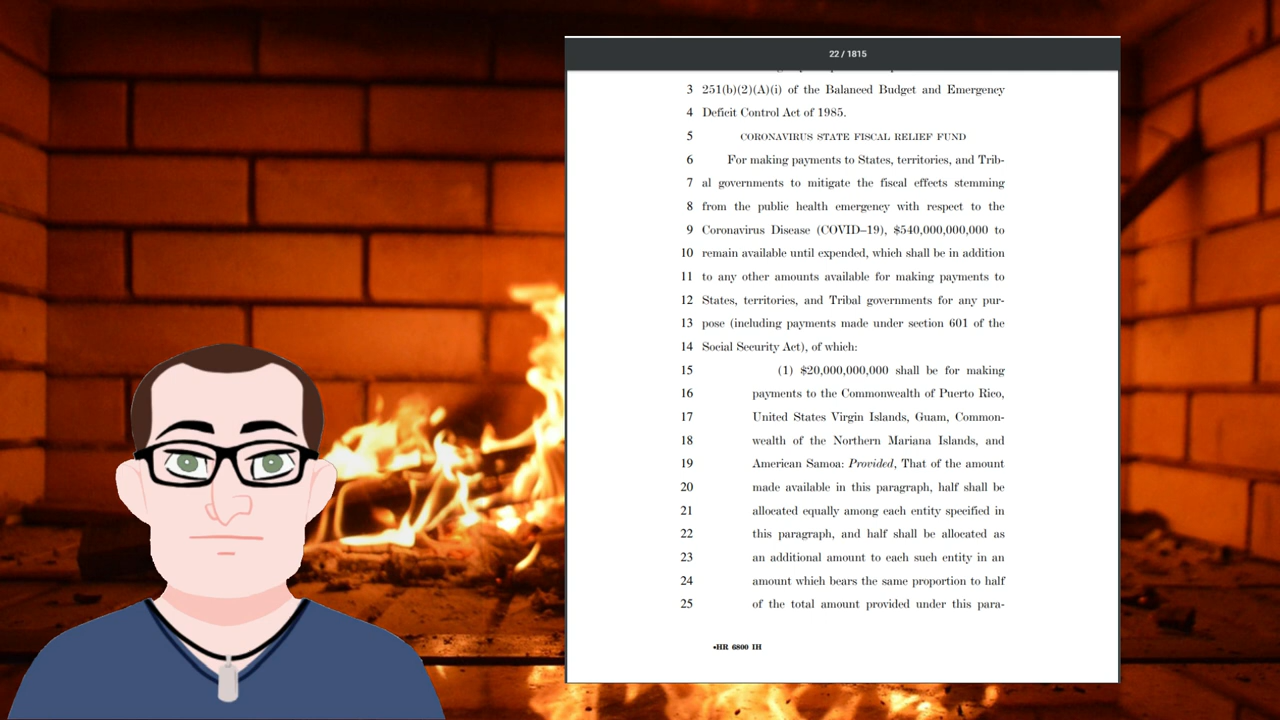 22 / 1815
3 251(b)(2)(A)(i) of the Balanced Budget and Emergency
4 Deficit Control Act of 1985.
5 CORONAVIRUS STATE FISCAL RELIEF FUND
6 For making payments to States, territories, and Trib-
7 al governments to mitigate the fiscal effects stemming
8 from the public health emergency with respect to the
9 Coronavirus Disease (COVID–19), $540,000,000,000 to
10 remain available until expended, which shall be in addition
11 to any other amounts available for making payments to
12 States, territories, and Tribal governments for any pur-
13 pose (including payments made under section 601 of the
14 Social Security Act), of which:
15 (1) $20,000,000,000 shall be for making
16 payments to the Commonwealth of Puerto Rico,
17 United States Virgin Islands, Guam, Common-
18 wealth of the Northern Mariana Islands, and
19 American Samoa: Provided, That of the amount
20 made available in this paragraph, half shall be
21 allocated equally among each entity specified in
22 this paragraph, and half shall be allocated as
23 an additional amount to each such entity in an
24 amount which bears the same proportion to half
25 of the total amount provided under this para-
•HR 6800 IH